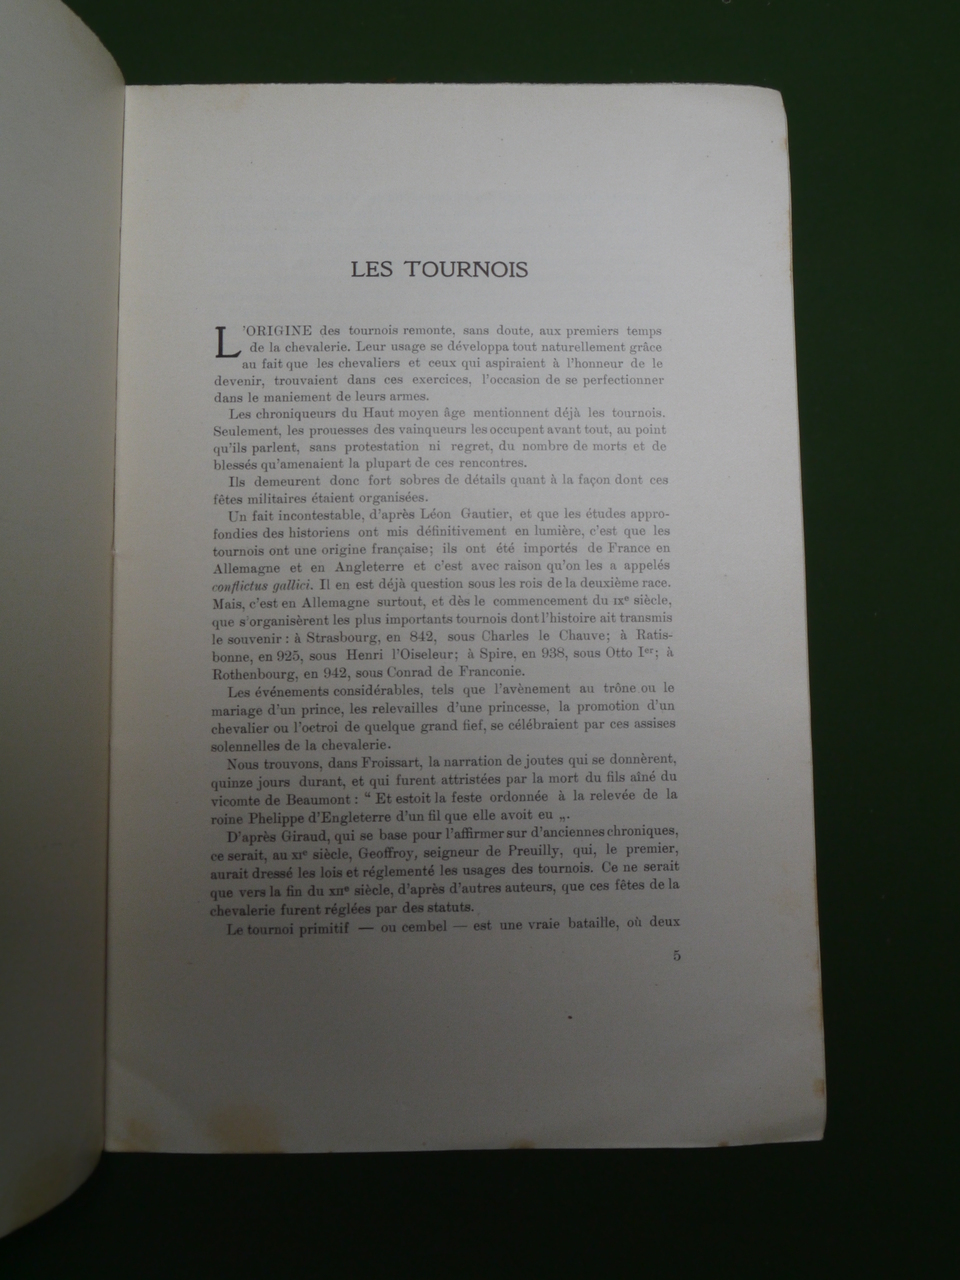 LES TOURNOIS
L'ORIGINE des tournois remonte, sans doute, aux premiers temps
de la chevalerie. Leur usage se développa tout naturellement grâce
au fait que les chevaliers et ceux qui aspiraient à l'honneur de le
devenir, trouvaient dans ces exercices, l'occasion de se perfectionner
dans le maniement de leurs armes.
Les chroniqueurs du Haut moyen âge mentionnent déjà les tournois.
Seulement, les prouesses des vainqueurs les occupent avant tout, au point
qu'ils parlent, sans protestation ni regret, du nombre de morts et de
blessés qu'amenaient la plupart de ces rencontres.
Ils demeurent donc fort sobres de détails quant à la façon dont ces
fêtes militaires étaient organisées.
Un fait incontestable, d'après Léon Gautier, et que les études appro-
fondies des historiens ont mis définitivement en lumière, c'est que les
tournois ont une origine française; ils ont été importés de France en
Allemagne et en Angleterre et c'est avec raison qu'on les a appelés
conflictus gallici. Il en est déjà question sous les rois de la deuxième race.
Mais, c'est en Allemagne surtout, et dès le commencement du IXe siècle,
que s'organisèrent les plus importants tournois dont l'histoire ait transmis
le souvenir : à Strasbourg, en 842, sous Charles le Chauve; à Ratis-
bonne, en 925, sous Henri l'Oiseleur; à Spire, en 938, sous Otto Ier; à
Rothenbourg, en 942, sous Conrad de Franconie.
Les événements considérables, tels que l'avènement au trône ou le
mariage d'un prince, les relevailles d'une princesse, la promotion d'un
chevalier ou l'octroi de quelque grand fief, se célébraient par ces assises
solennelles de la chevalerie.
Nous trouvons, dans Froissart, la narration de joutes qui se donnèrent,
quinze jours durant, et qui furent attristées par la mort du fils aîné du
vicomte de Beaumont : “ Et estoit la feste ordonnée à la relevée de la
roine Phelippe d'Engleterre d'un fil que elle avoit eu „.
D'après Giraud, qui se base pour l'affirmer sur d'anciennes chroniques,
ce serait, au XIe siècle, Geoffroy, seigneur de Preuilly, qui, le premier,
aurait dressé les lois et réglementé les usages des tournois. Ce ne serait
que vers la fin du XIIe siècle, d'après d'autres auteurs, que ces fêtes de la
chevalerie furent réglées par des statuts.
Le tournoi primitif — ou cembel — est une vraie bataille, où deux
5